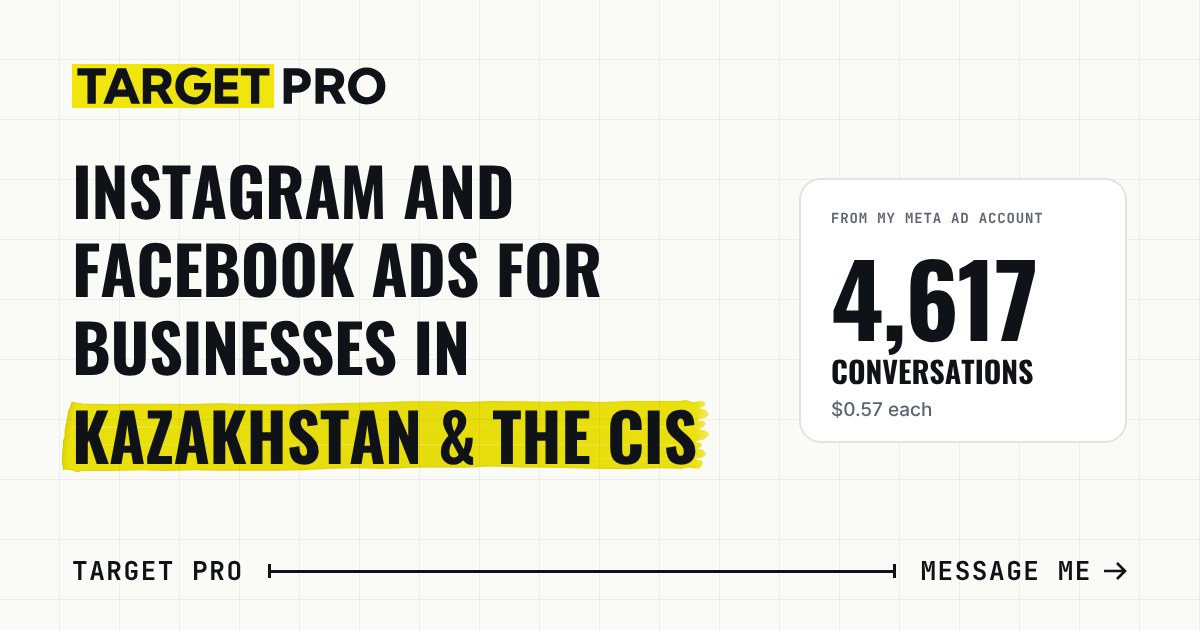 TARGET PRO
INSTAGRAM AND
FACEBOOK ADS FOR
BUSINESSES IN
KAZAKHSTAN & THE CIS
FROM MY META AD ACCOUNT
4,617
CONVERSATIONS
$0.57 each
TARGET PRO
MESSAGE ME →